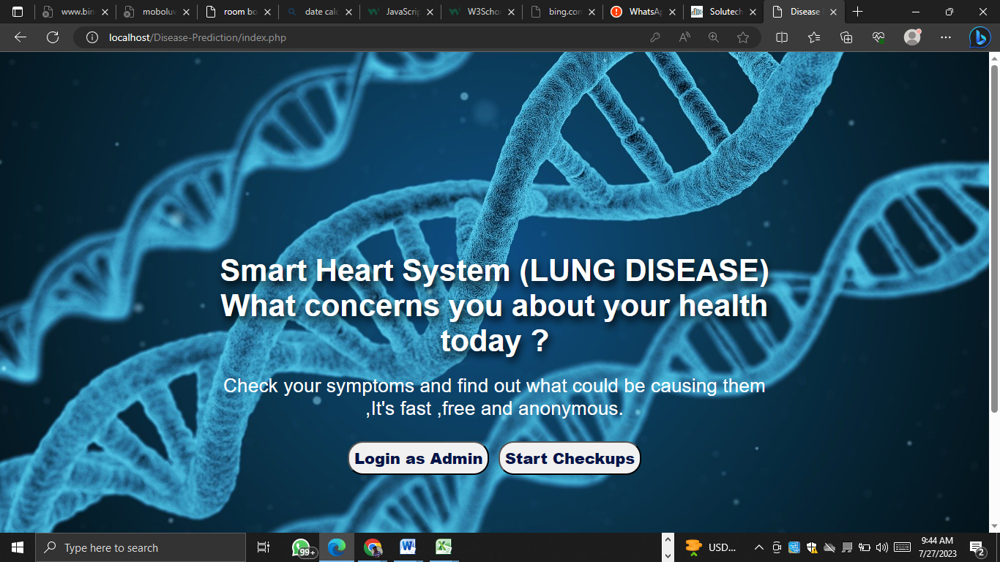 www.bin
moboluw
room bo
date calc
JavaScrip
W3Schoo
bing.con
WhatsAp
Solutech
Disease
localhost/Disease-Prediction/index.php
Smart Heart System (LUNG DISEASE)
What concerns you about your health
today ?
Check your symptoms and find out what could be causing them
,It's fast ,free and anonymous.
Login as Admin
Start Checkups
Type here to search
99+
USD...
9:44 AM
7/27/2023
2